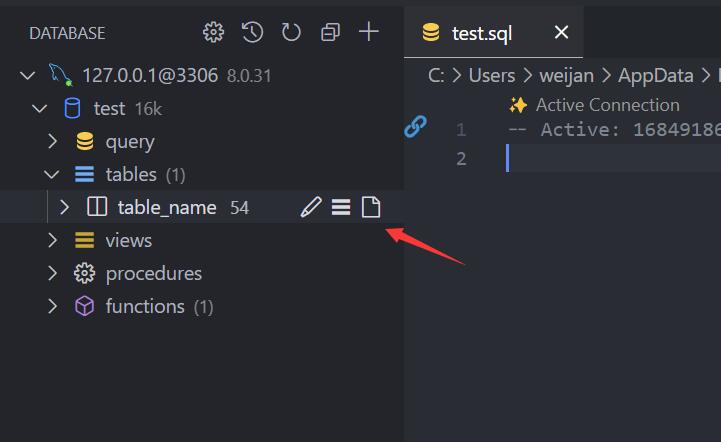 DATABASE
127.0.0.1@3306 8.0.31
test 16k
query
tables (1)
table_name 54
views
procedures
functions (1)
test.sql
C: > Users > weijan > AppData >
Active Connection
1 -- Active: 16849186
2